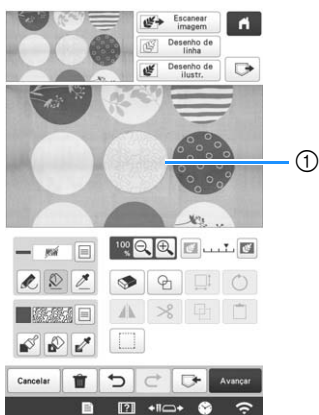 Escanear
imagem
Desenho de
linha
Desenho de
ilustr.
①
100
%
Cancelar
Avançar